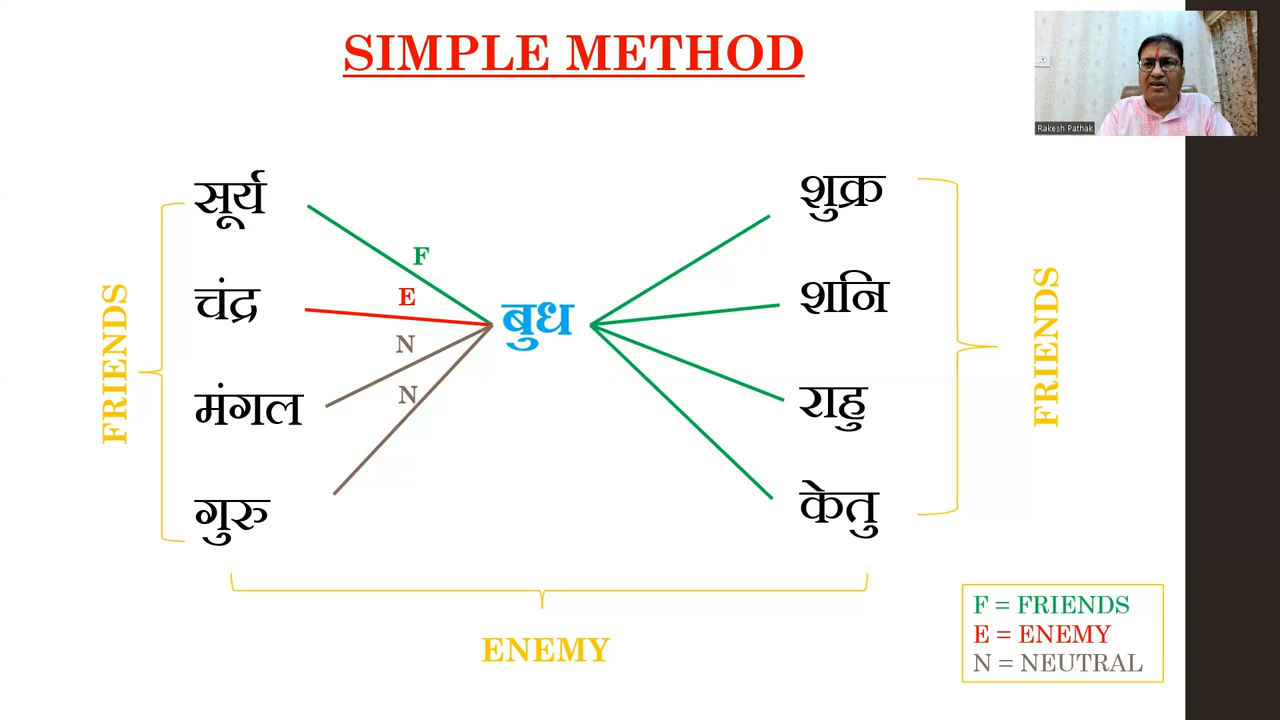 SIMPLE METHOD
Rakesh Pathak
सूर्य
चंद्र
मंगल
गुरु
FRIENDS
F
E
N
N
बुध
शुक्र
शनि
राहु
केतु
FRIENDS
ENEMY
F = FRIENDS
E = ENEMY
N = NEUTRAL